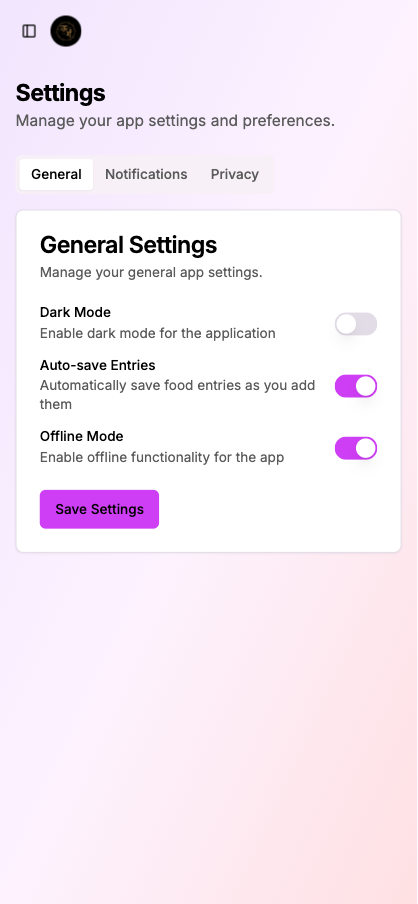 Settings
Manage your app settings and preferences.
General Notifications Privacy
General Settings
Manage your general app settings.
Dark Mode
Enable dark mode for the application
Auto-save Entries
Automatically save food entries as you add
them
Offline Mode
Enable offline functionality for the app
Save Settings